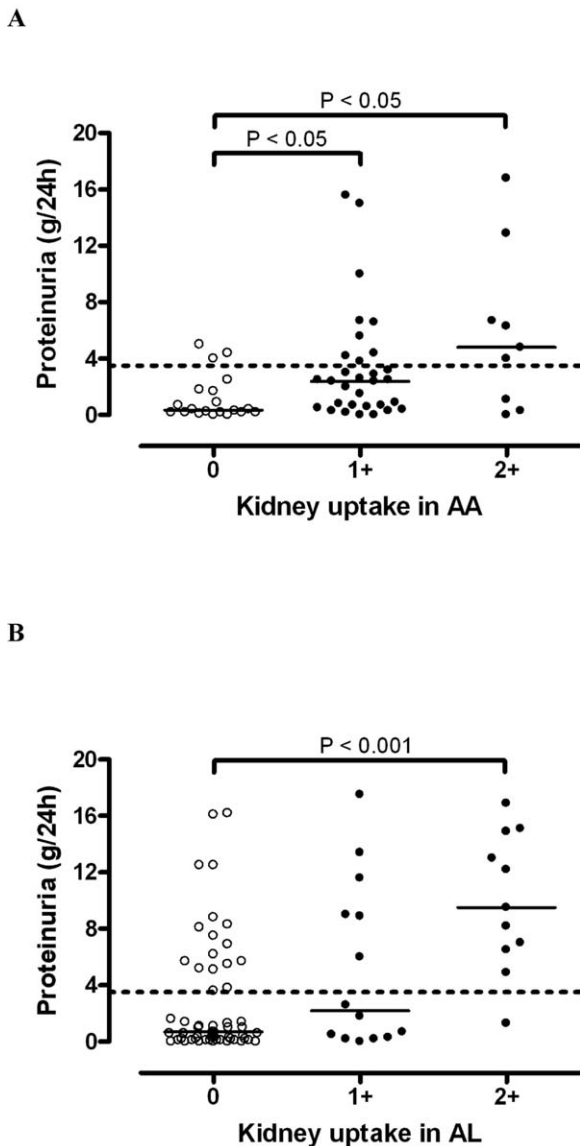 A
P < 0.05
P < 0.05
20
16
12
8
4
0
Proteinuria (g/24h)
0 1+ 2+
Kidney uptake in AA
B
P < 0.001
20
16
12
8
4
0
Proteinuria (g/24h)
0 1+ 2+
Kidney uptake in AL